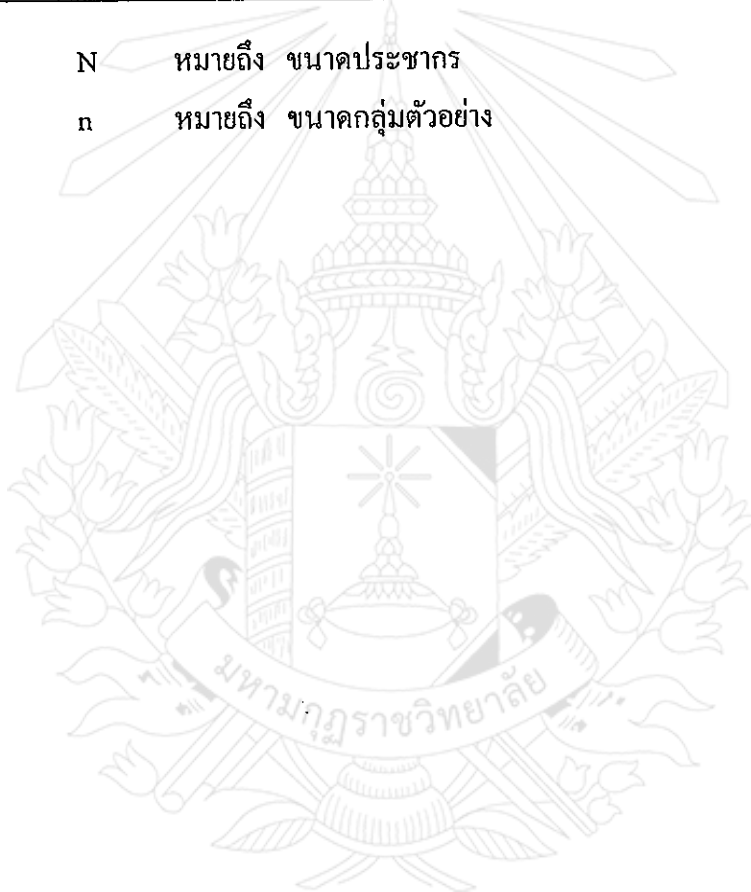 N หมายถึง ขนาดประชากร
n หมายถึง ขนาดกลุ่มตัวอย่าง
มหามกุฏราชวิทยาลัย